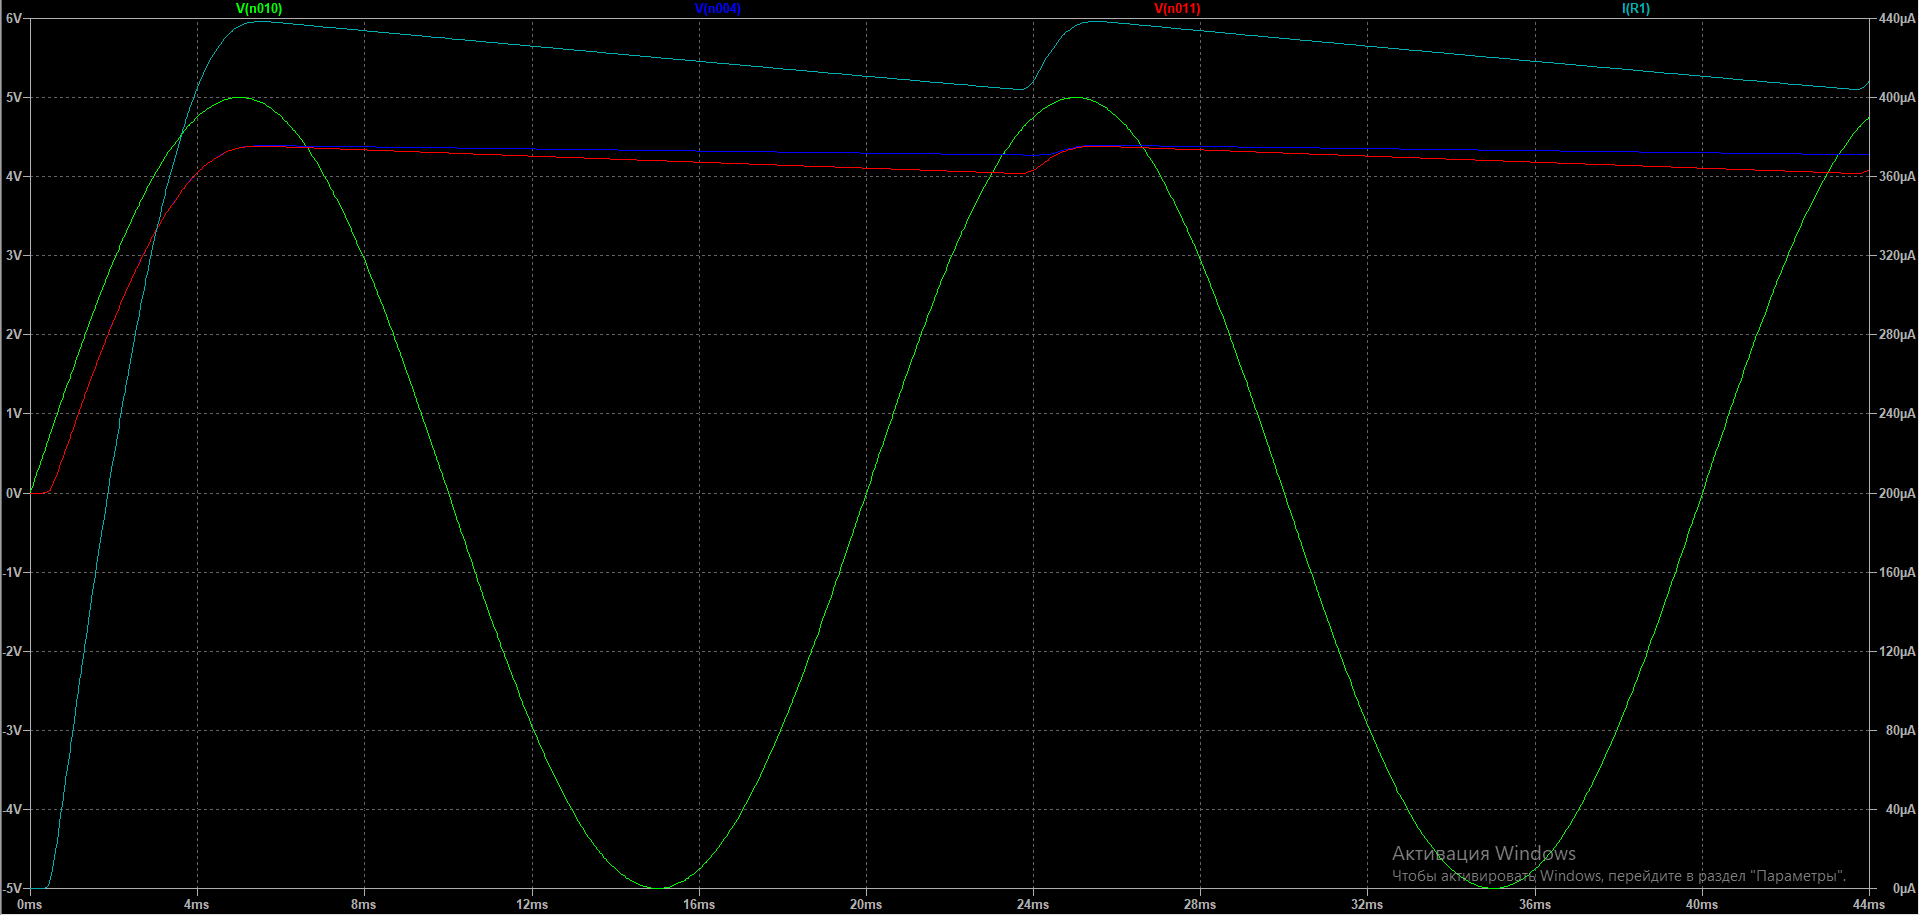 V(n010) V(n004) V(n011) I(R1)
6V 440µA
5V 400µA
4V 360µA
3V 320µA
2V 280µA
1V 240µA
0V 200µA
-1V 160µA
-2V 120µA
-3V 80µA
-4V 40µA
Активация Windows
Чтобы активировать Windows, перейдите в раздел "Параметры".
-5V 0µA
0ms 4ms 8ms 12ms 16ms 20ms 24ms 28ms 32ms 36ms 40ms 44ms